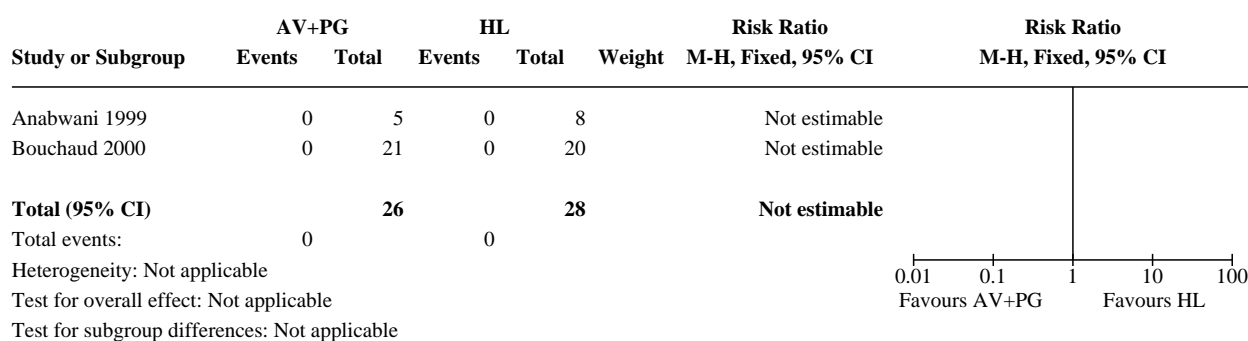 AV+PG HL Risk Ratio Risk Ratio
Study or Subgroup Events Total Events Total Weight M-H, Fixed, 95% CI M-H, Fixed, 95% CI
Anabwani 1999 0 5 0 8 Not estimable
Bouchaud 2000 0 21 0 20 Not estimable
Total (95% CI) 26 28 Not estimable
Total events: 0 0
Heterogeneity: Not applicable
0.01 0.1 1 10 100
Test for overall effect: Not applicable Favours AV+PG Favours HL
Test for subgroup differences: Not applicable